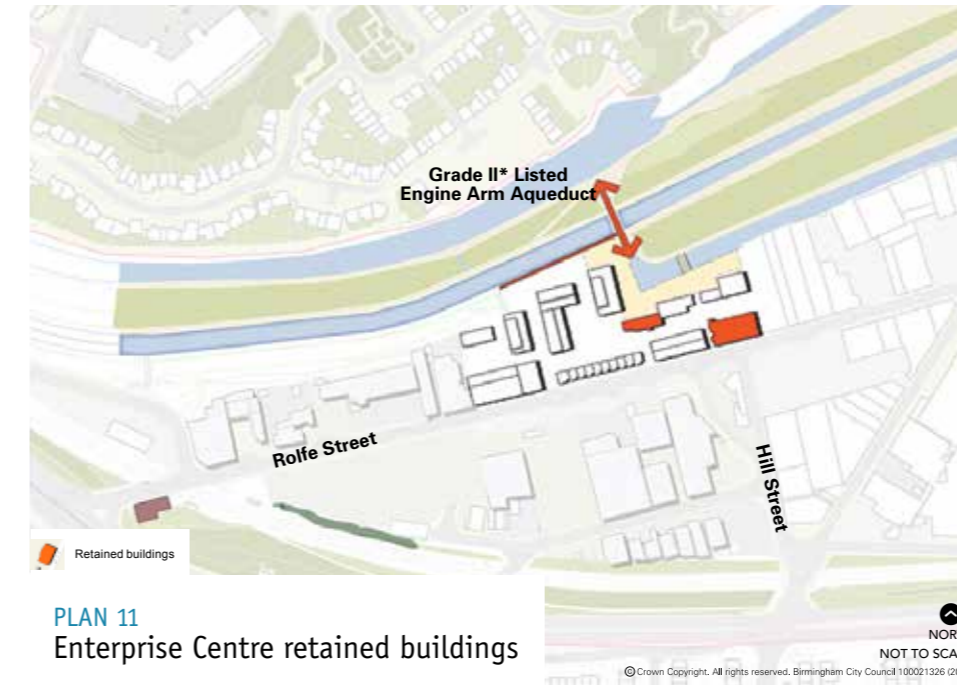 Grade II* Listed
Engine Arm Aqueduct
Rolfe Street
Hill Street
Retained buildings
PLAN 11
Enterprise Centre retained buildings
NOR
NOT TO SCA
© Crown Copyright. All rights reserved. Birmingham City Council 100021326 (20